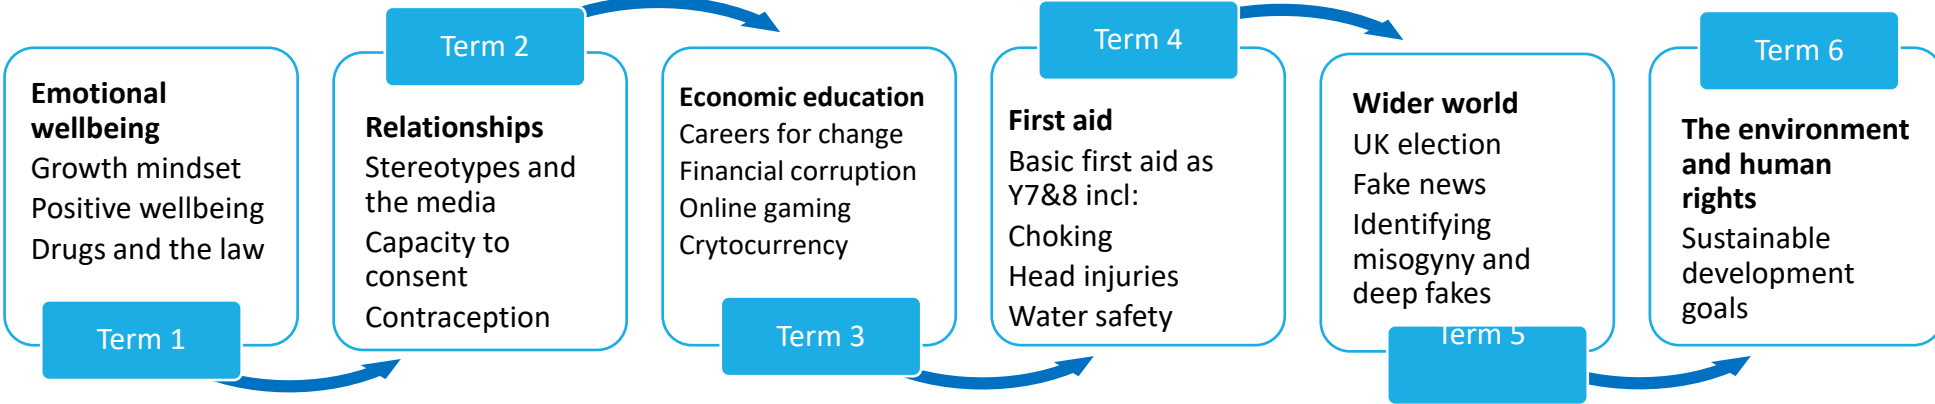 Emotional
wellbeing
Growth mindset
Positive wellbeing
Drugs and the law
Term 1
Term 2
Relationships
Stereotypes and
the media
Capacity to
consent
Contraception
Economic education
Careers for change
Financial corruption
Online gaming
Crytocurrency
Term 3
Term 4
First aid
Basic first aid as
Y7&8 incl:
Choking
Head injuries
Water safety
Wider world
UK election
Fake news
Identifying
misogyny and
deep fakes
Term 5
Term 6
The environment
and human
rights
Sustainable
development
goals